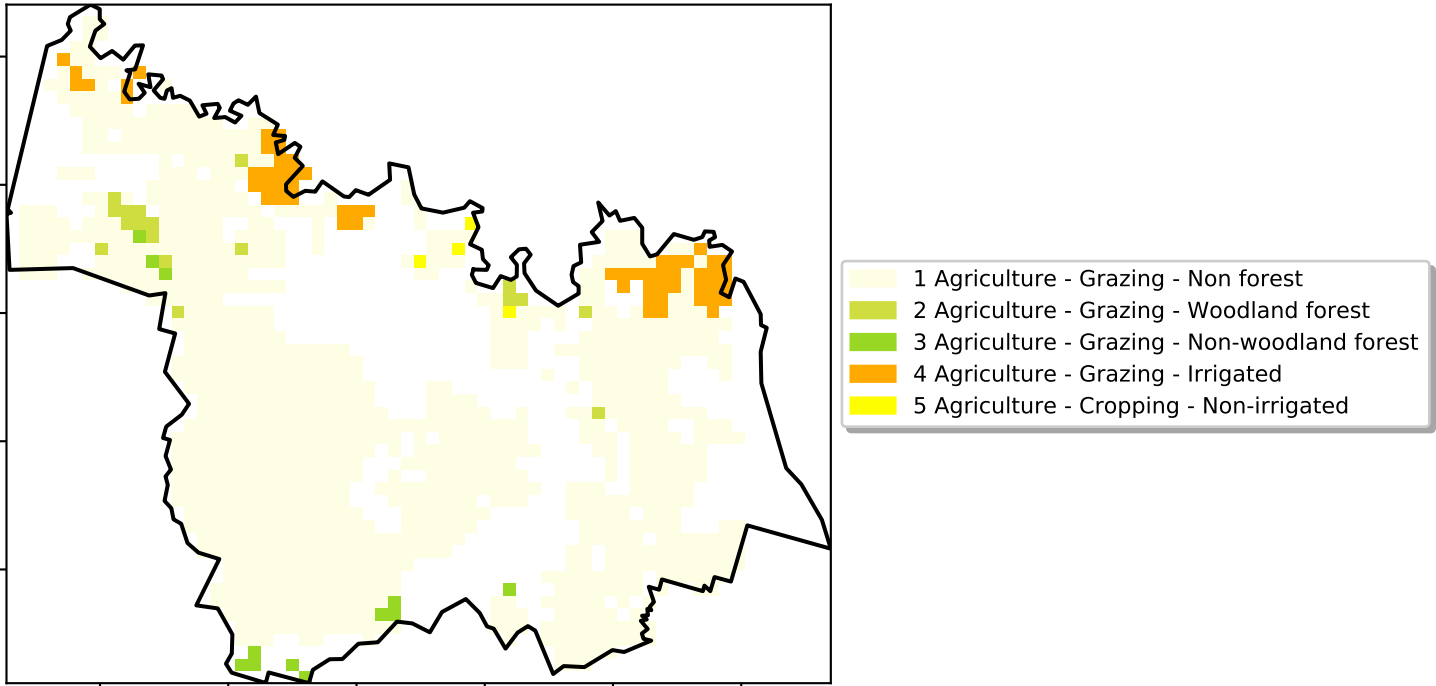 1 Agriculture - Grazing - Non forest
2 Agriculture - Grazing - Woodland forest
3 Agriculture - Grazing - Non-woodland forest
4 Agriculture - Grazing - Irrigated
5 Agriculture - Cropping - Non-irrigated